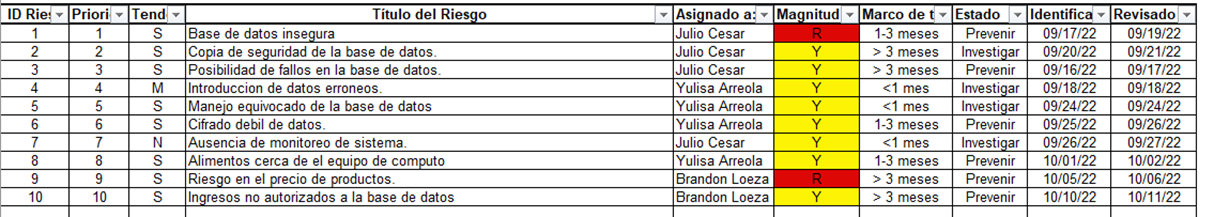 ID Ries Priori Tend Título del Riesgo Asignado a: Magnitud Marco de t Estado Identifica Revisado
1 1 S Base de datos insegura Julio Cesar R 1-3 meses Prevenir 09/17/22 09/19/22
2 2 S Copia de seguridad de la base de datos. Julio Cesar Y > 3 meses Investigar 09/20/22 09/21/22
3 3 S Posibilidad de fallos en la base de datos. Julio Cesar Y > 3 meses Prevenir 09/16/22 09/17/22
4 4 M Introduccion de datos erroneos. Yulisa Arreola Y <1 mes Investigar 09/18/22 09/18/22
5 5 S Manejo equivocado de la base de datos Yulisa Arreola Y <1 mes Investigar 09/24/22 09/24/22
6 6 S Cifrado debil de datos. Yulisa Arreola Y 1-3 meses Prevenir 09/25/22 09/26/22
7 7 N Ausencia de monitoreo de sistema. Julio Cesar Y <1 mes Investigar 09/26/22 09/27/22
8 8 S Alimentos cerca de el equipo de computo Yulisa Arreola Y 1-3 meses Prevenir 10/01/22 10/02/22
9 9 S Riesgo en el precio de productos. Brandon Loeza R > 3 meses Prevenir 10/05/22 10/06/22
10 10 S Ingresos no autorizados a la base de datos Brandon Loeza Y > 3 meses Prevenir 10/10/22 10/11/22